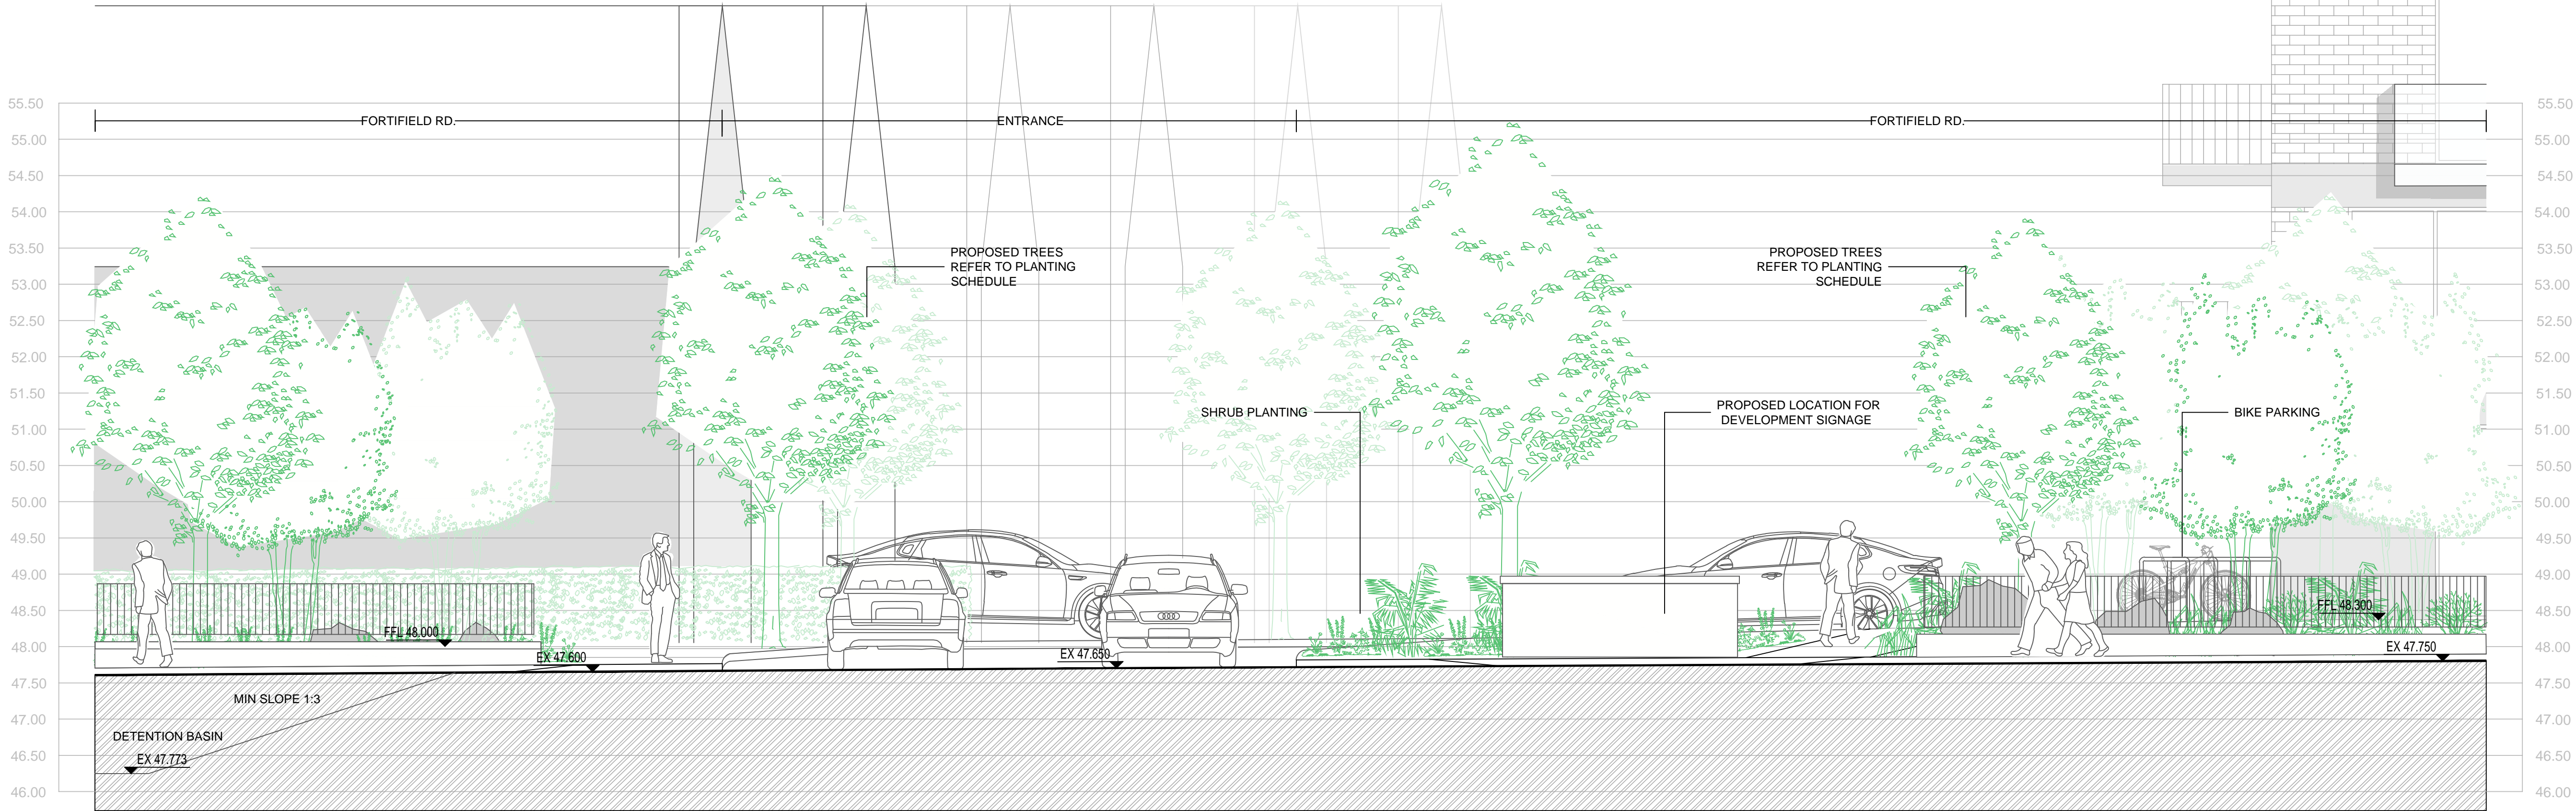 55.50
55.00
54.50
54.00
53.50
53.00
52.50
52.00
51.50
51.00
50.50
50.00
49.50
49.00
48.50
48.00
47.50
47.00
46.50
46.00
FORTIFIELD RD.
ENTRANCE
FORTIFIELD RD.
PROPOSED TREES
REFER TO PLANTING
SCHEDULE
PROPOSED TREES
REFER TO PLANTING
SCHEDULE
SHRUB PLANTING
PROPOSED LOCATION FOR
DEVELOPMENT SIGNAGE
BIKE PARKING
FFL 48.000
EX 47.600
EX 47.650
FFL 48.300
EX 47.750
MIN SLOPE 1:3
DETENTION BASIN
EX 47.773
55.50
55.00
54.50
54.00
53.50
53.00
52.50
52.00
51.50
51.00
50.50
50.00
49.50
49.00
48.50
48.00
47.50
47.00
46.50
46.00